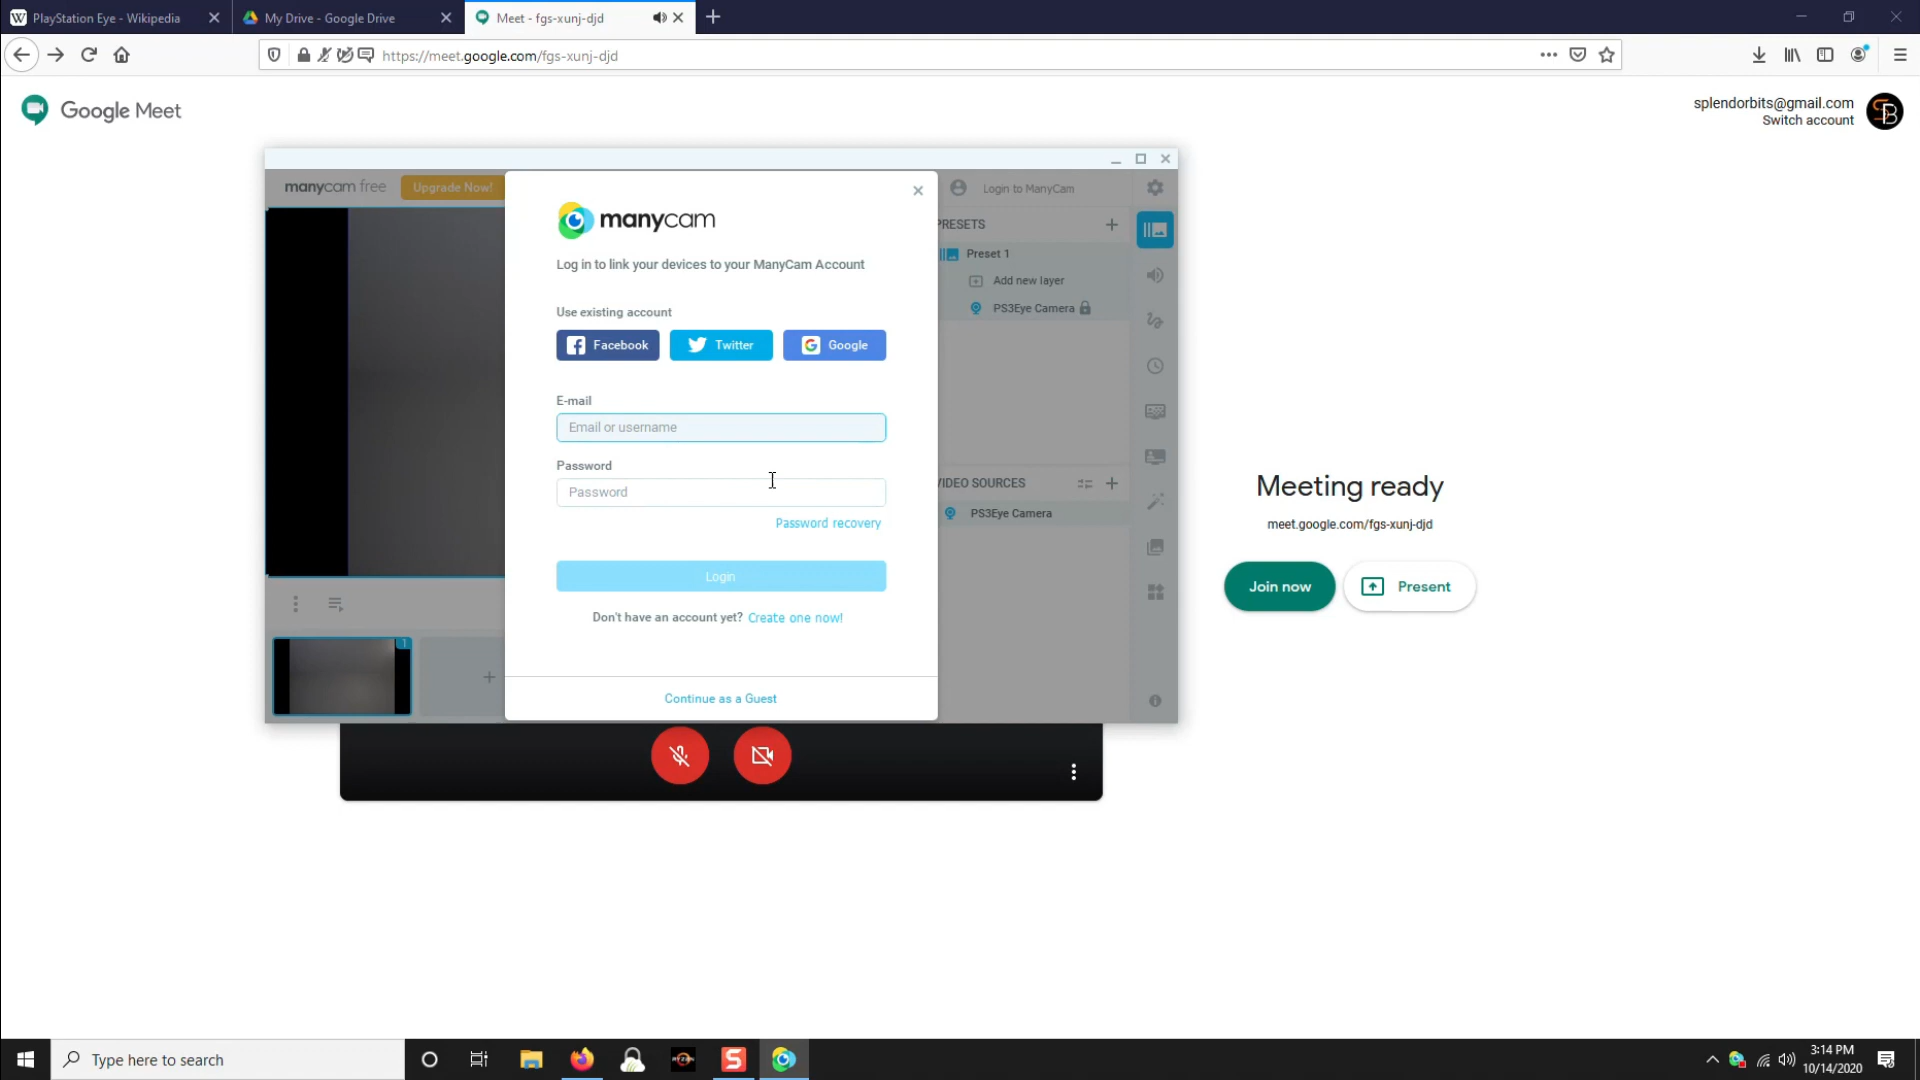 PlayStation Eye - Wikipedia
My Drive - Google Drive
Meet - fgs-xunj-djd
https://meet.google.com/fgs-xunj-djd
Google Meet
splendorbits@gmail.com
Switch account
manycam free
Upgrade Now!
manycam
Log in to link your devices to your ManyCam Account
Use existing account
Facebook
Twitter
Google
E-mail
Email or username
Password
Password
Password recovery
Login
Don't have an account yet? Create one now!
Continue as a Guest
Login to ManyCam
PRESETS
Preset 1
Add new layer
PS3Eye Camera
VIDEO SOURCES
PS3Eye Camera
1
Meeting ready
meet.google.com/fgs-xunj-djd
Join now
Present
Type here to search
RYZEN
3:14 PM
10/14/2020